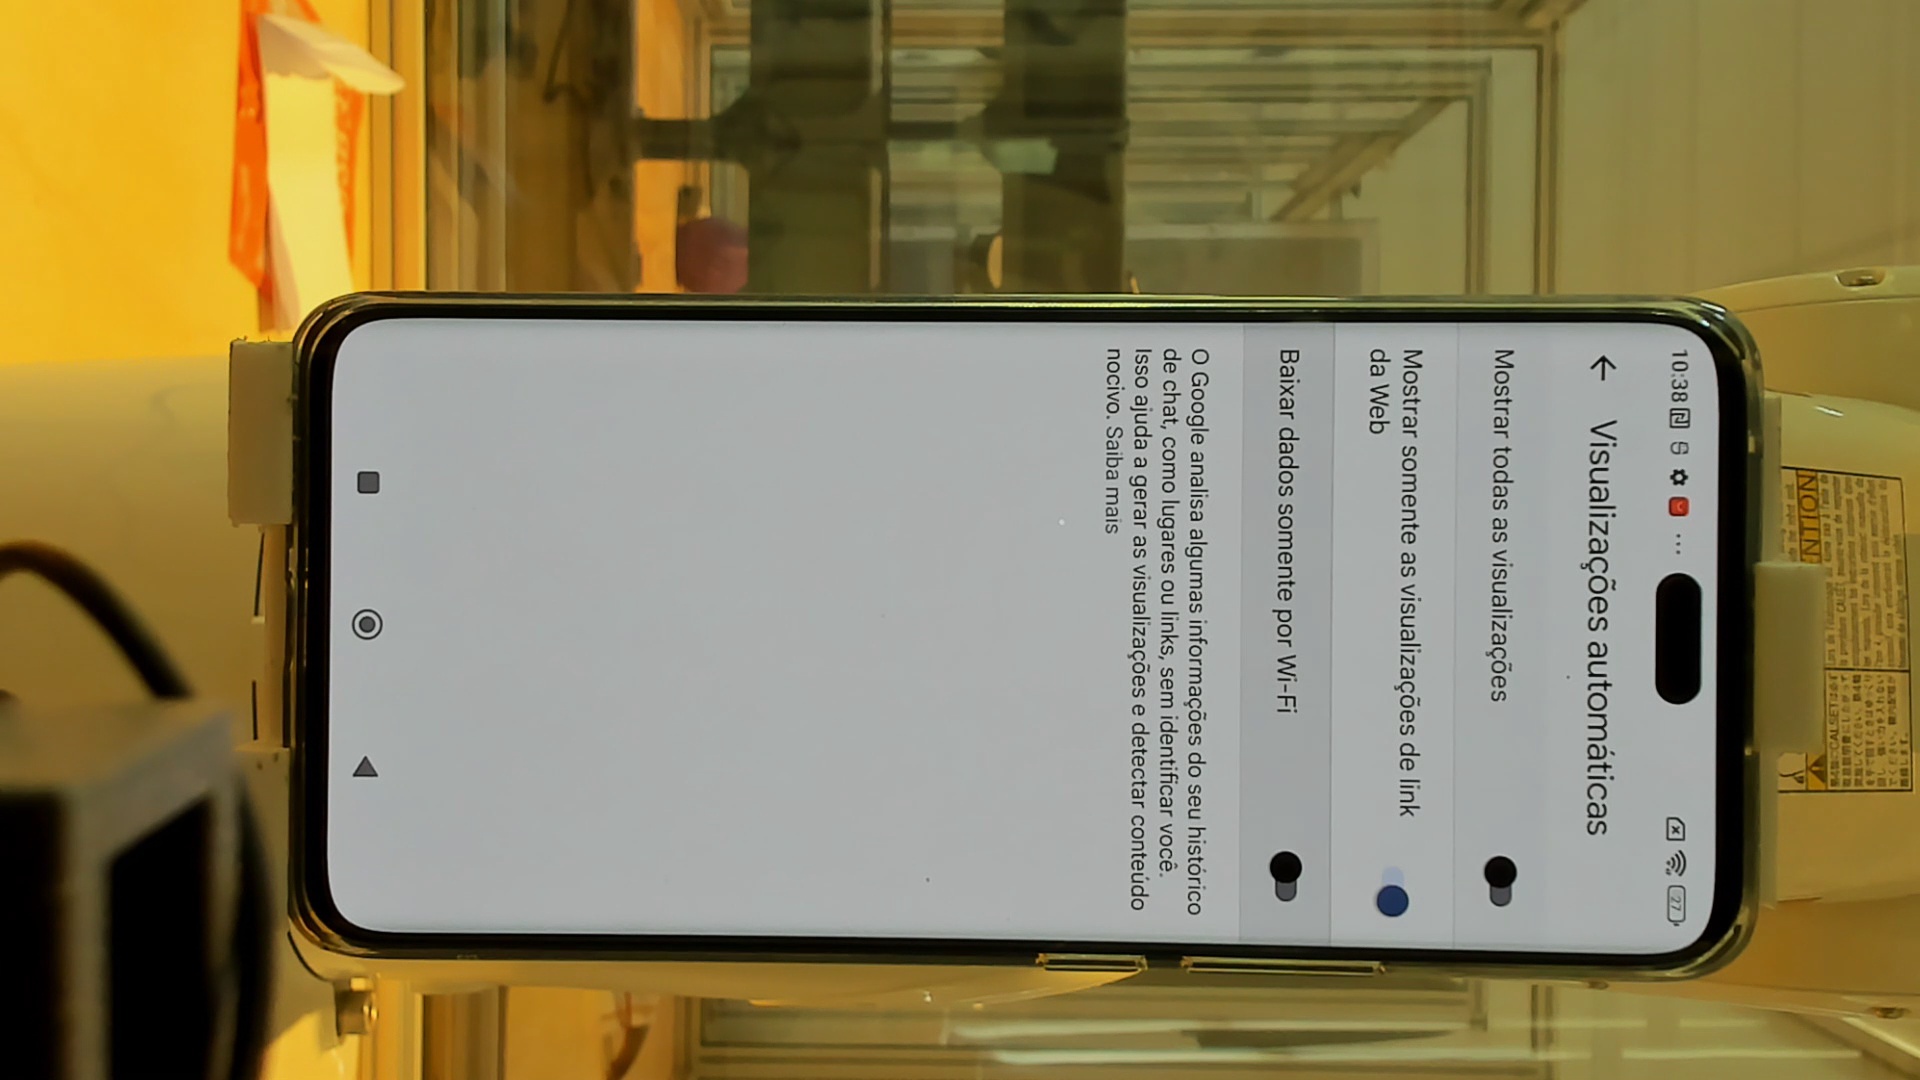 10:38
27
Visualizações automáticas
Mostrar todas as visualizações
Mostrar somente as visualizações de link
da Web
Baixar dados somente por Wi-Fi
O Google analisa algumas informações do seu histórico
de chat, como lugares ou links, sem identificar você.
Isso ajuda a gerar as visualizações e detectar conteúdo
nocivo. Saiba mais